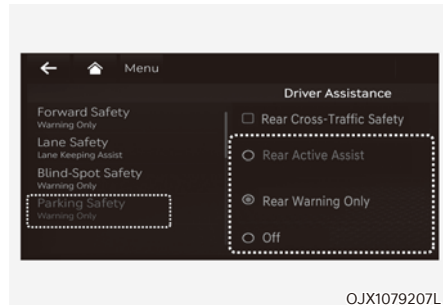 Menu
Driver Assistance
Forward Safety
Warning Only
Lane Safety
Lane Keeping Assist
Blind-Spot Safety
Warning Only
Parking Safety
Warning Only
Rear Cross-Traffic Safety
Rear Active Assist
Rear Warning Only
Off
OJX1079207L